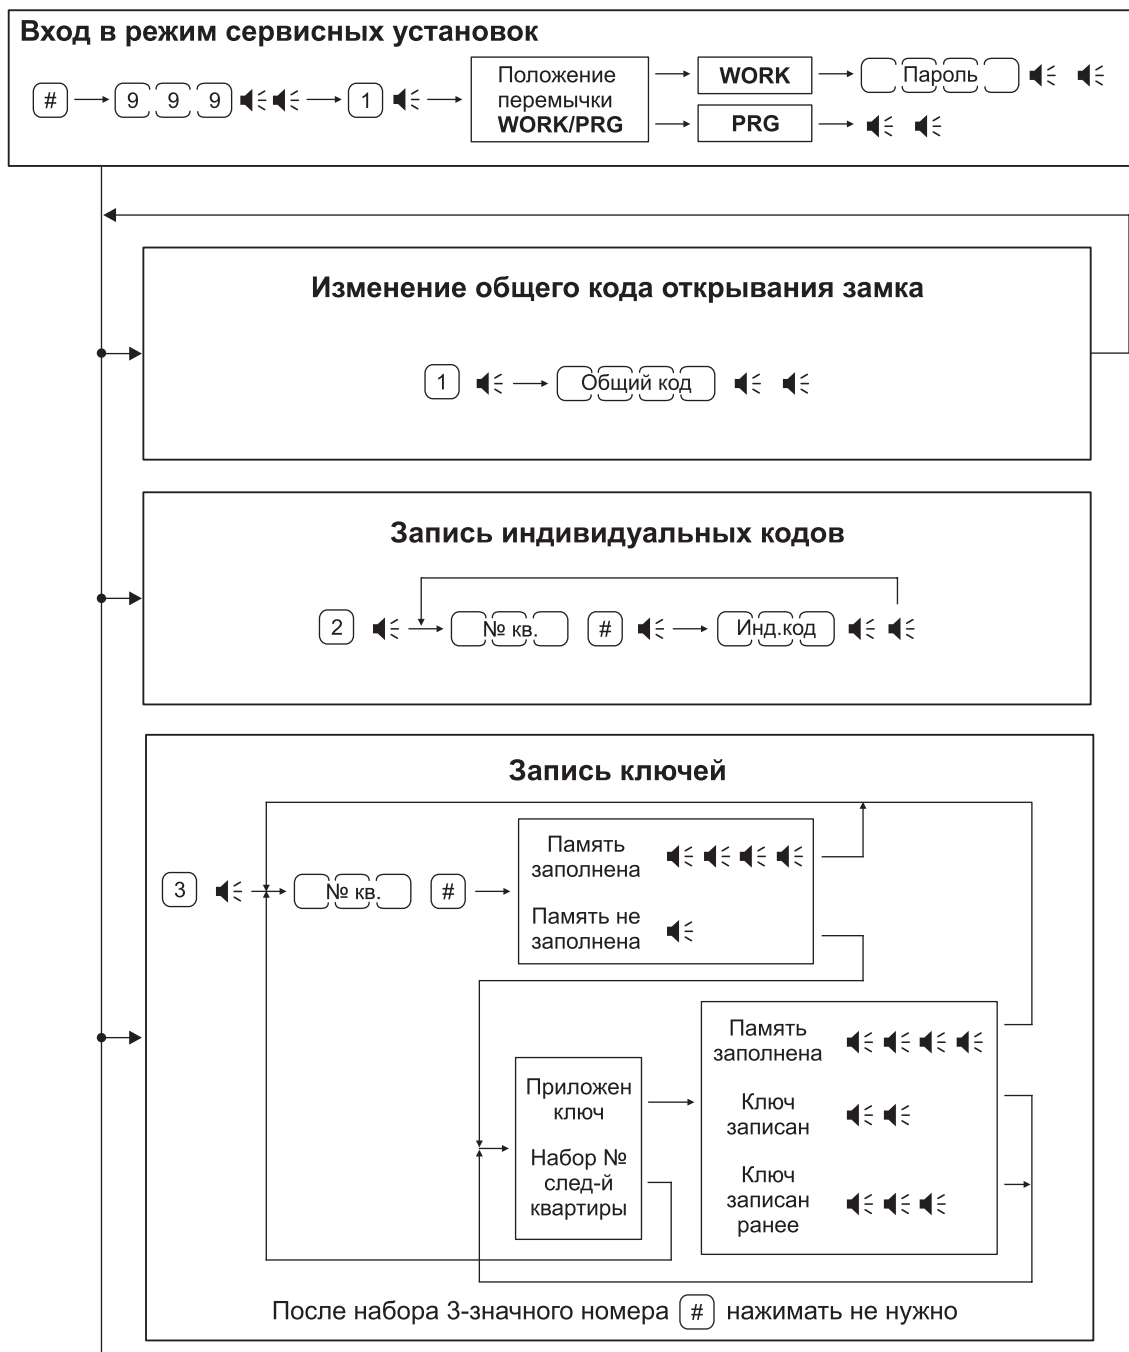 Вход в режим сервисных установок
# 9 9 9 1
Положение
перемычки
WORK/PRG
WORK
Пароль
PRG
Изменение общего кода открывания замка
1 Общий код
Запись индивидуальных кодов
2 № кв. # Инд.код
Запись ключей
3 № кв. #
Память
заполнена
Память не
заполнена
Приложен
ключ
Набор №
след-й
квартиры
Память
заполнена
Ключ
записан
Ключ
записан
ранее
После набора 3-значного номера # нажимать не нужно